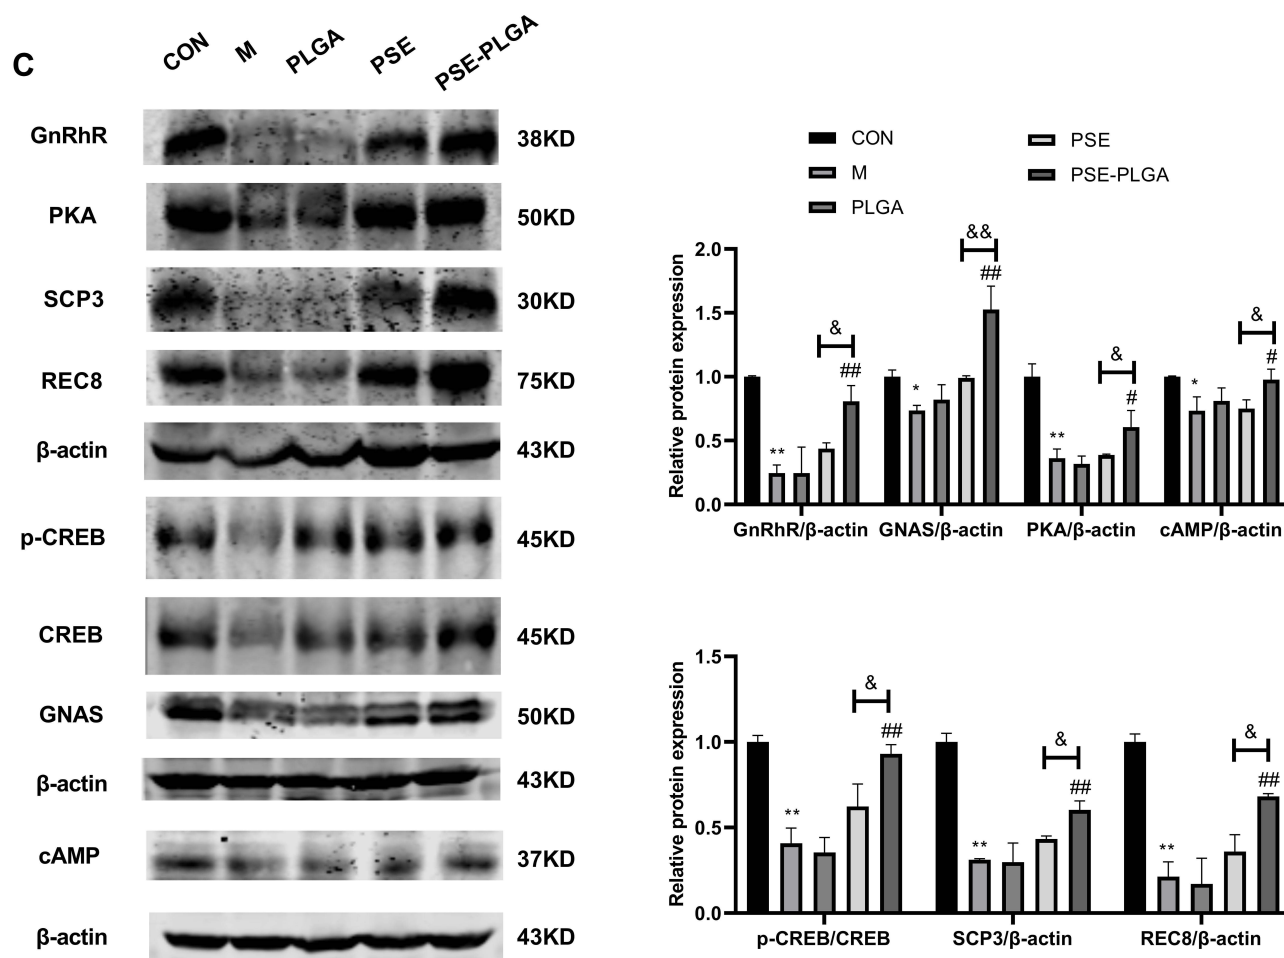 C
CON
M
PLGA
PSE
PSE-PLGA
GnRhR
38KD
PKA
50KD
SCP3
30KD
REC8
75KD
β-actin
43KD
p-CREB
45KD
CREB
45KD
GNAS
50KD
β-actin
43KD
cAMP
37KD
β-actin
43KD
CON
M
PLGA
PSE
PSE-PLGA
Relative protein expression
2.0
1.5
1.0
0.5
0.0
**
##
&
*
##
&&
**
#
&
*
#
&
GnRhR/β-actin
GNAS/β-actin
PKA/β-actin
cAMP/β-actin
Relative protein expression
1.5
1.0
0.5
0.0
**
##
&
**
##
&
**
##
&
p-CREB/CREB
SCP3/β-actin
REC8/β-actin